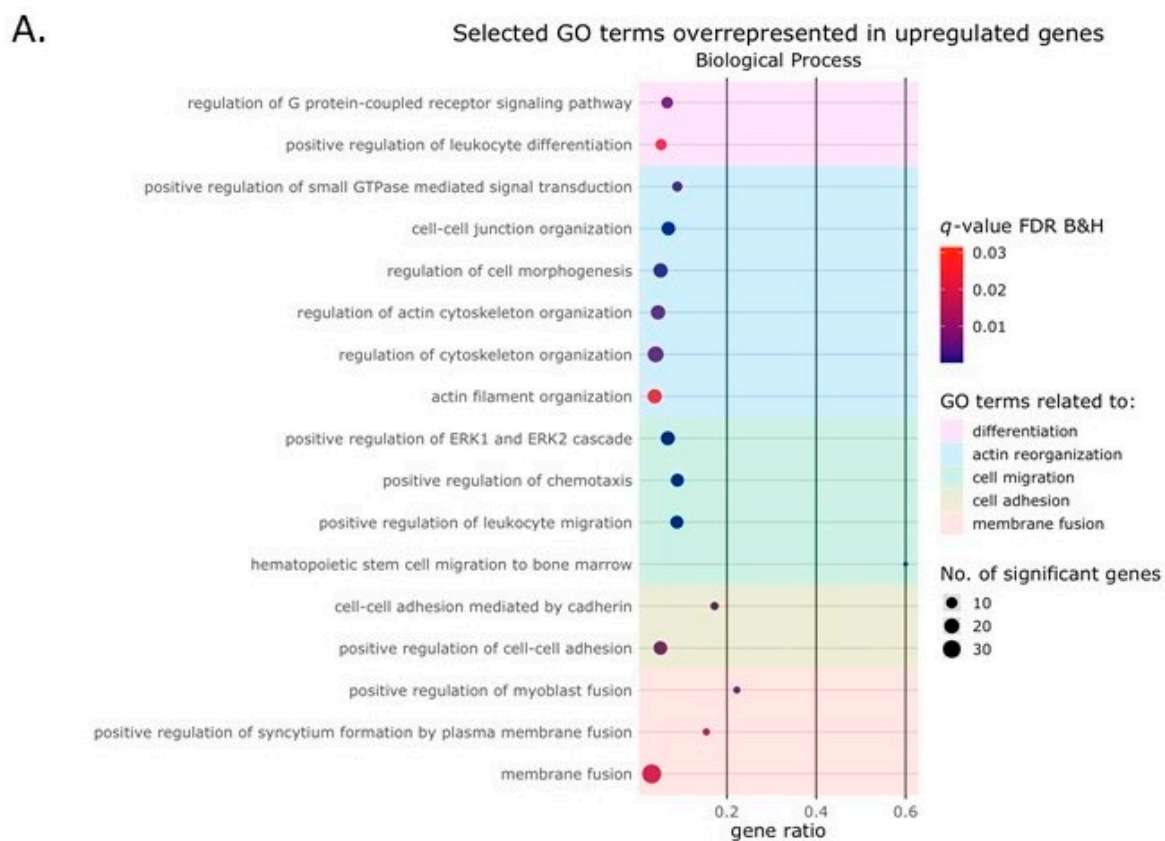 A.
Selected GO terms overrepresented in upregulated genes
Biological Process
regulation of G protein-coupled receptor signaling pathway
positive regulation of leukocyte differentiation
positive regulation of small GTPase mediated signal transduction
cell-cell junction organization
regulation of cell morphogenesis
regulation of actin cytoskeleton organization
regulation of cytoskeleton organization
actin filament organization
positive regulation of ERK1 and ERK2 cascade
positive regulation of chemotaxis
positive regulation of leukocyte migration
hematopoietic stem cell migration to bone marrow
cell-cell adhesion mediated by cadherin
positive regulation of cell-cell adhesion
positive regulation of myoblast fusion
positive regulation of syncytium formation by plasma membrane fusion
membrane fusion
0.2 0.4 0.6
gene ratio
q-value FDR B&H
0.03
0.02
0.01
GO terms related to:
differentiation
actin reorganization
cell migration
cell adhesion
membrane fusion
No. of significant genes
10
20
30